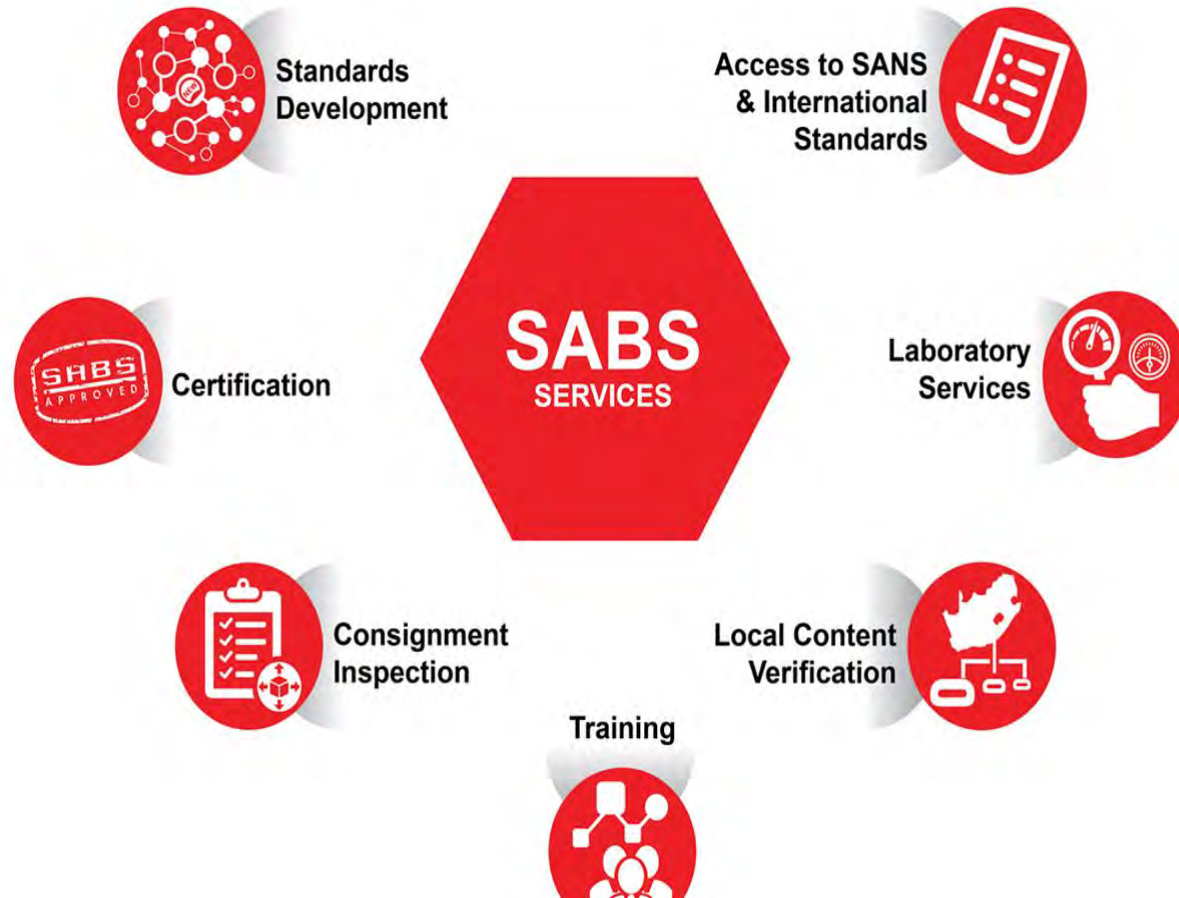 Standards
Development
Access to SANS
& International
Standards
NEW
SABS
SERVICES
SABS
APPROVED
Certification
Laboratory
Services
Consignment
Inspection
Local Content
Verification
Training